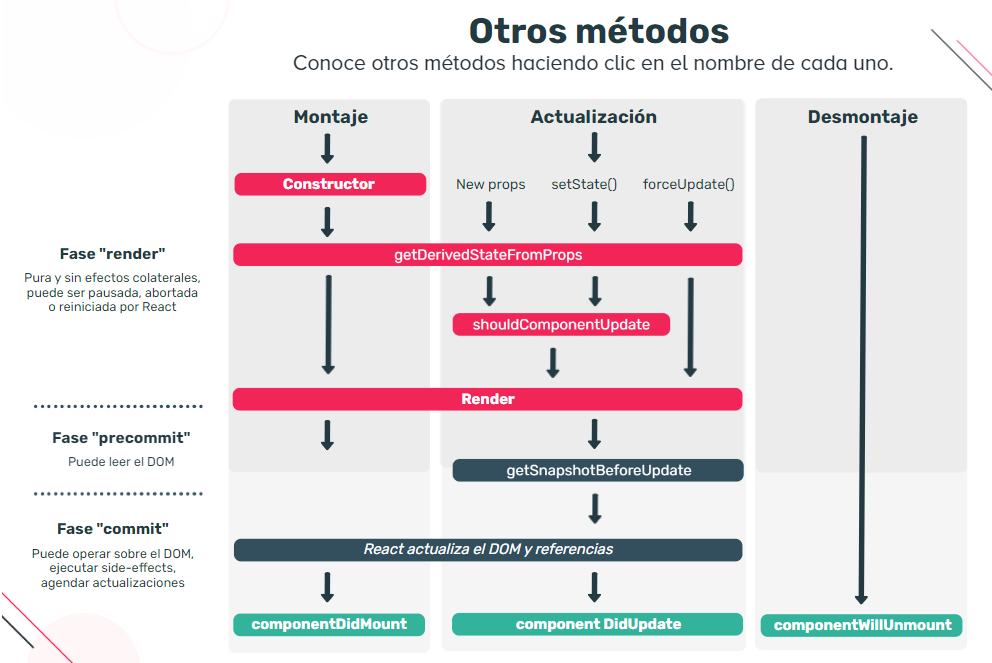 Otros métodos
Conoce otros métodos haciendo clic en el nombre de cada uno.
Montaje
Actualización
Desmontaje
Constructor
New props
setState()
forceUpdate()
Fase "render"
Pura y sin efectos colaterales,
puede ser pausada, abortada
o reiniciada por React
getDerivedStateFromProps
shouldComponentUpdate
Render
Fase "precommit"
Puede leer el DOM
getSnapshotBeforeUpdate
Fase "commit"
Puede operar sobre el DOM,
ejecutar side-effects,
agendar actualizaciones
React actualiza el DOM y referencias
componentDidMount
component DidUpdate
componentWillUnmount